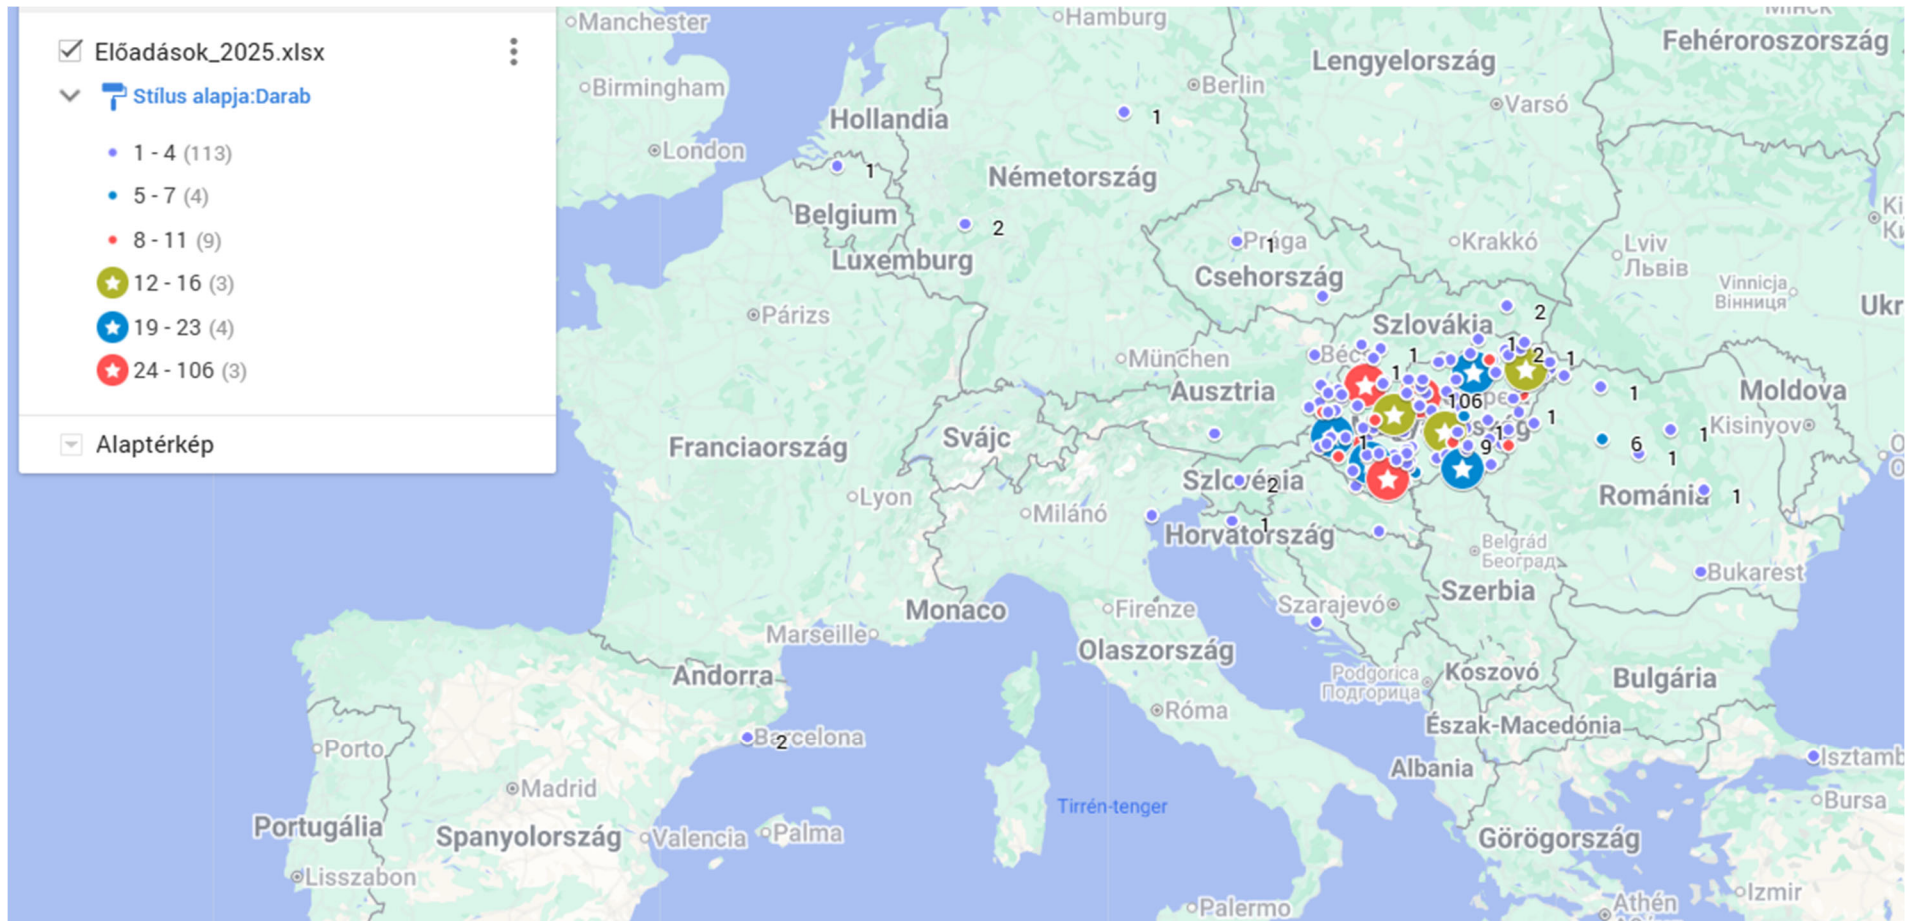 Előadások_2025.xlsx
Stílus alapja:Darab
1 - 4 (113)
5 - 7 (4)
8 - 11 (9)
12 - 16 (3)
19 - 23 (4)
24 - 106 (3)
Alaptérkép
Manchester
Hamburg
Birmingham
Berlin
Lengyelország
Fehéroroszország
Varsó
Hollandia
1
London
1
Németország
Belgium
2
Luxemburg
Prága
1
Krakkó
Lviv
Львів
Csehország
Vinnicja
Вінниця
Párizs
Szlovákia
2
München
Bécs
1
1
2
1
Ausztria
1
1
Moldova
106
1
Kisinyov
Franciaország
Svájc
1
9
1
6
1
1
Szlovénia
2
Románia
1
Lyon
Milánó
1
Horvátország
Belgrád
Београд
Bukarest
Szerbia
Monaco
Firenze
Szarajevó
Marseille
Olaszország
Andorra
Podgorica
Подгорица
Koszovó
Bulgária
Róma
Észak-Macedónia
Barcelona
2
Porto
Isztamb
Albania
Madrid
Tirrén-tenger
Bursa
Portugália
Spanyolország
Valencia
Palma
Görögország
Lisszabon
Izmir
Palermo
Athén